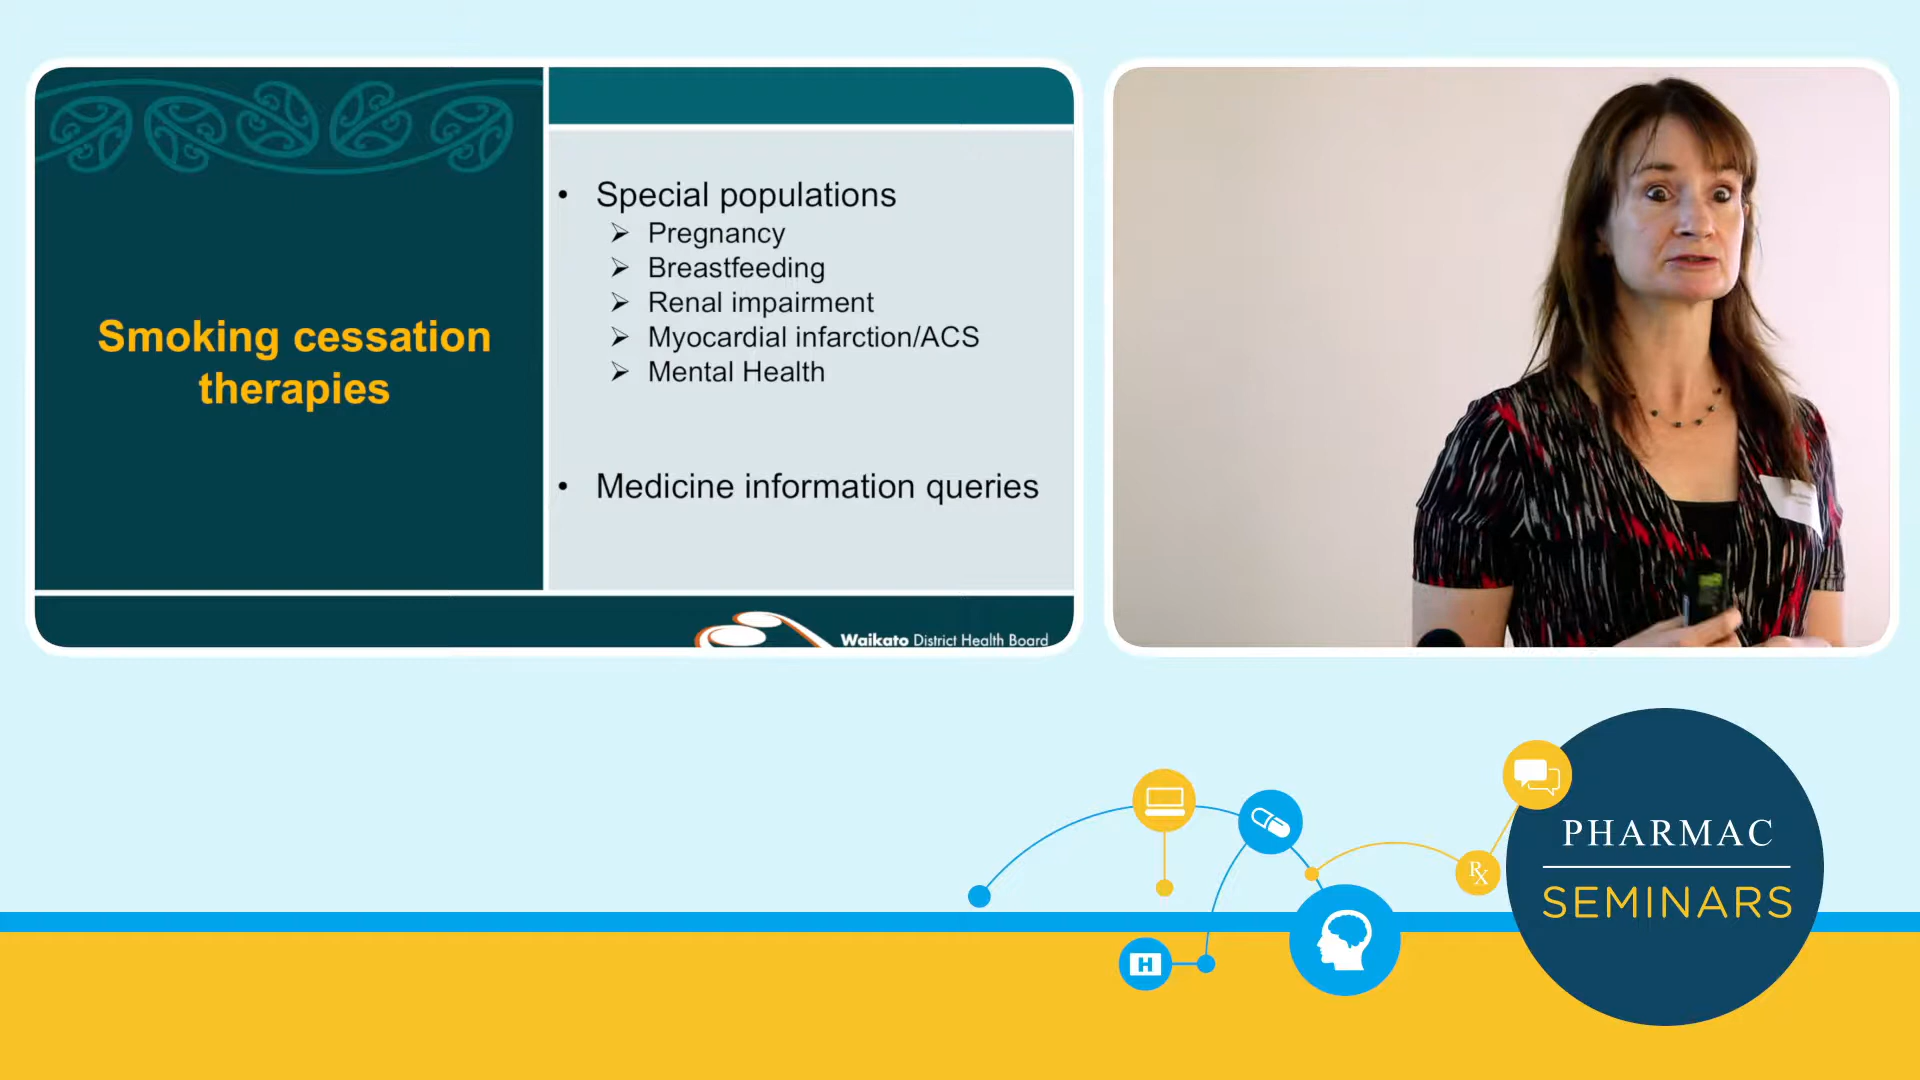 Smoking cessation
therapies
• Special populations
➢ Pregnancy
➢ Breastfeeding
➢ Renal impairment
➢ Myocardial infarction/ACS
➢ Mental Health
• Medicine information queries
Waikato District Health Board
PHARMAC
SEMINARS
Rx
H